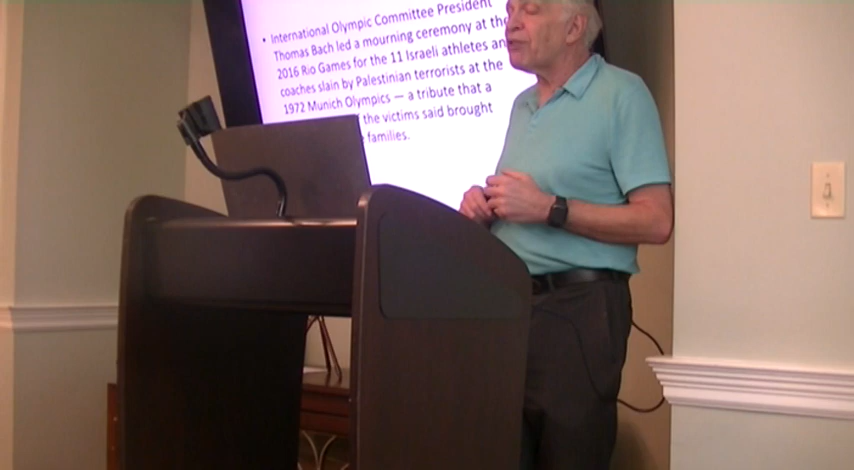 • International Olympic Committee President
Thomas Bach led a mourning ceremony at the
2016 Rio Games for the 11 Israeli athletes an
coaches slain by Palestinian terrorists at the
1972 Munich Olympics — a tribute that a
the victims said brought
families.